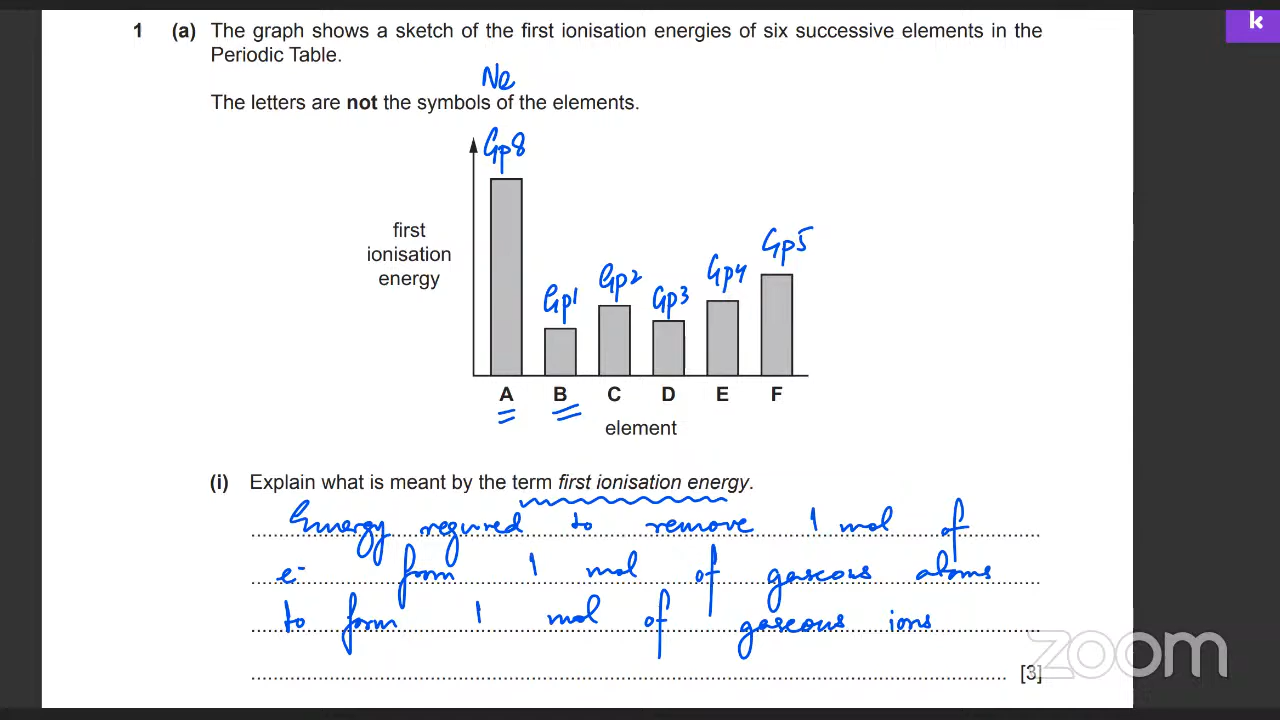 k
1 (a) The graph shows a sketch of the first ionisation energies of six successive elements in the
Periodic Table.
Ne
The letters are not the symbols of the elements.
Gp8
first
ionisation
energy
Gp1 Gp2 Gp3 Gp4 Gp5
A B C D E F
element
(i) Explain what is meant by the term first ionisation energy.
Energy required to remove 1 mol of
e⁻ from 1 mol of gaseous atoms
to form 1 mol of gaseous ions
[3]
zoom